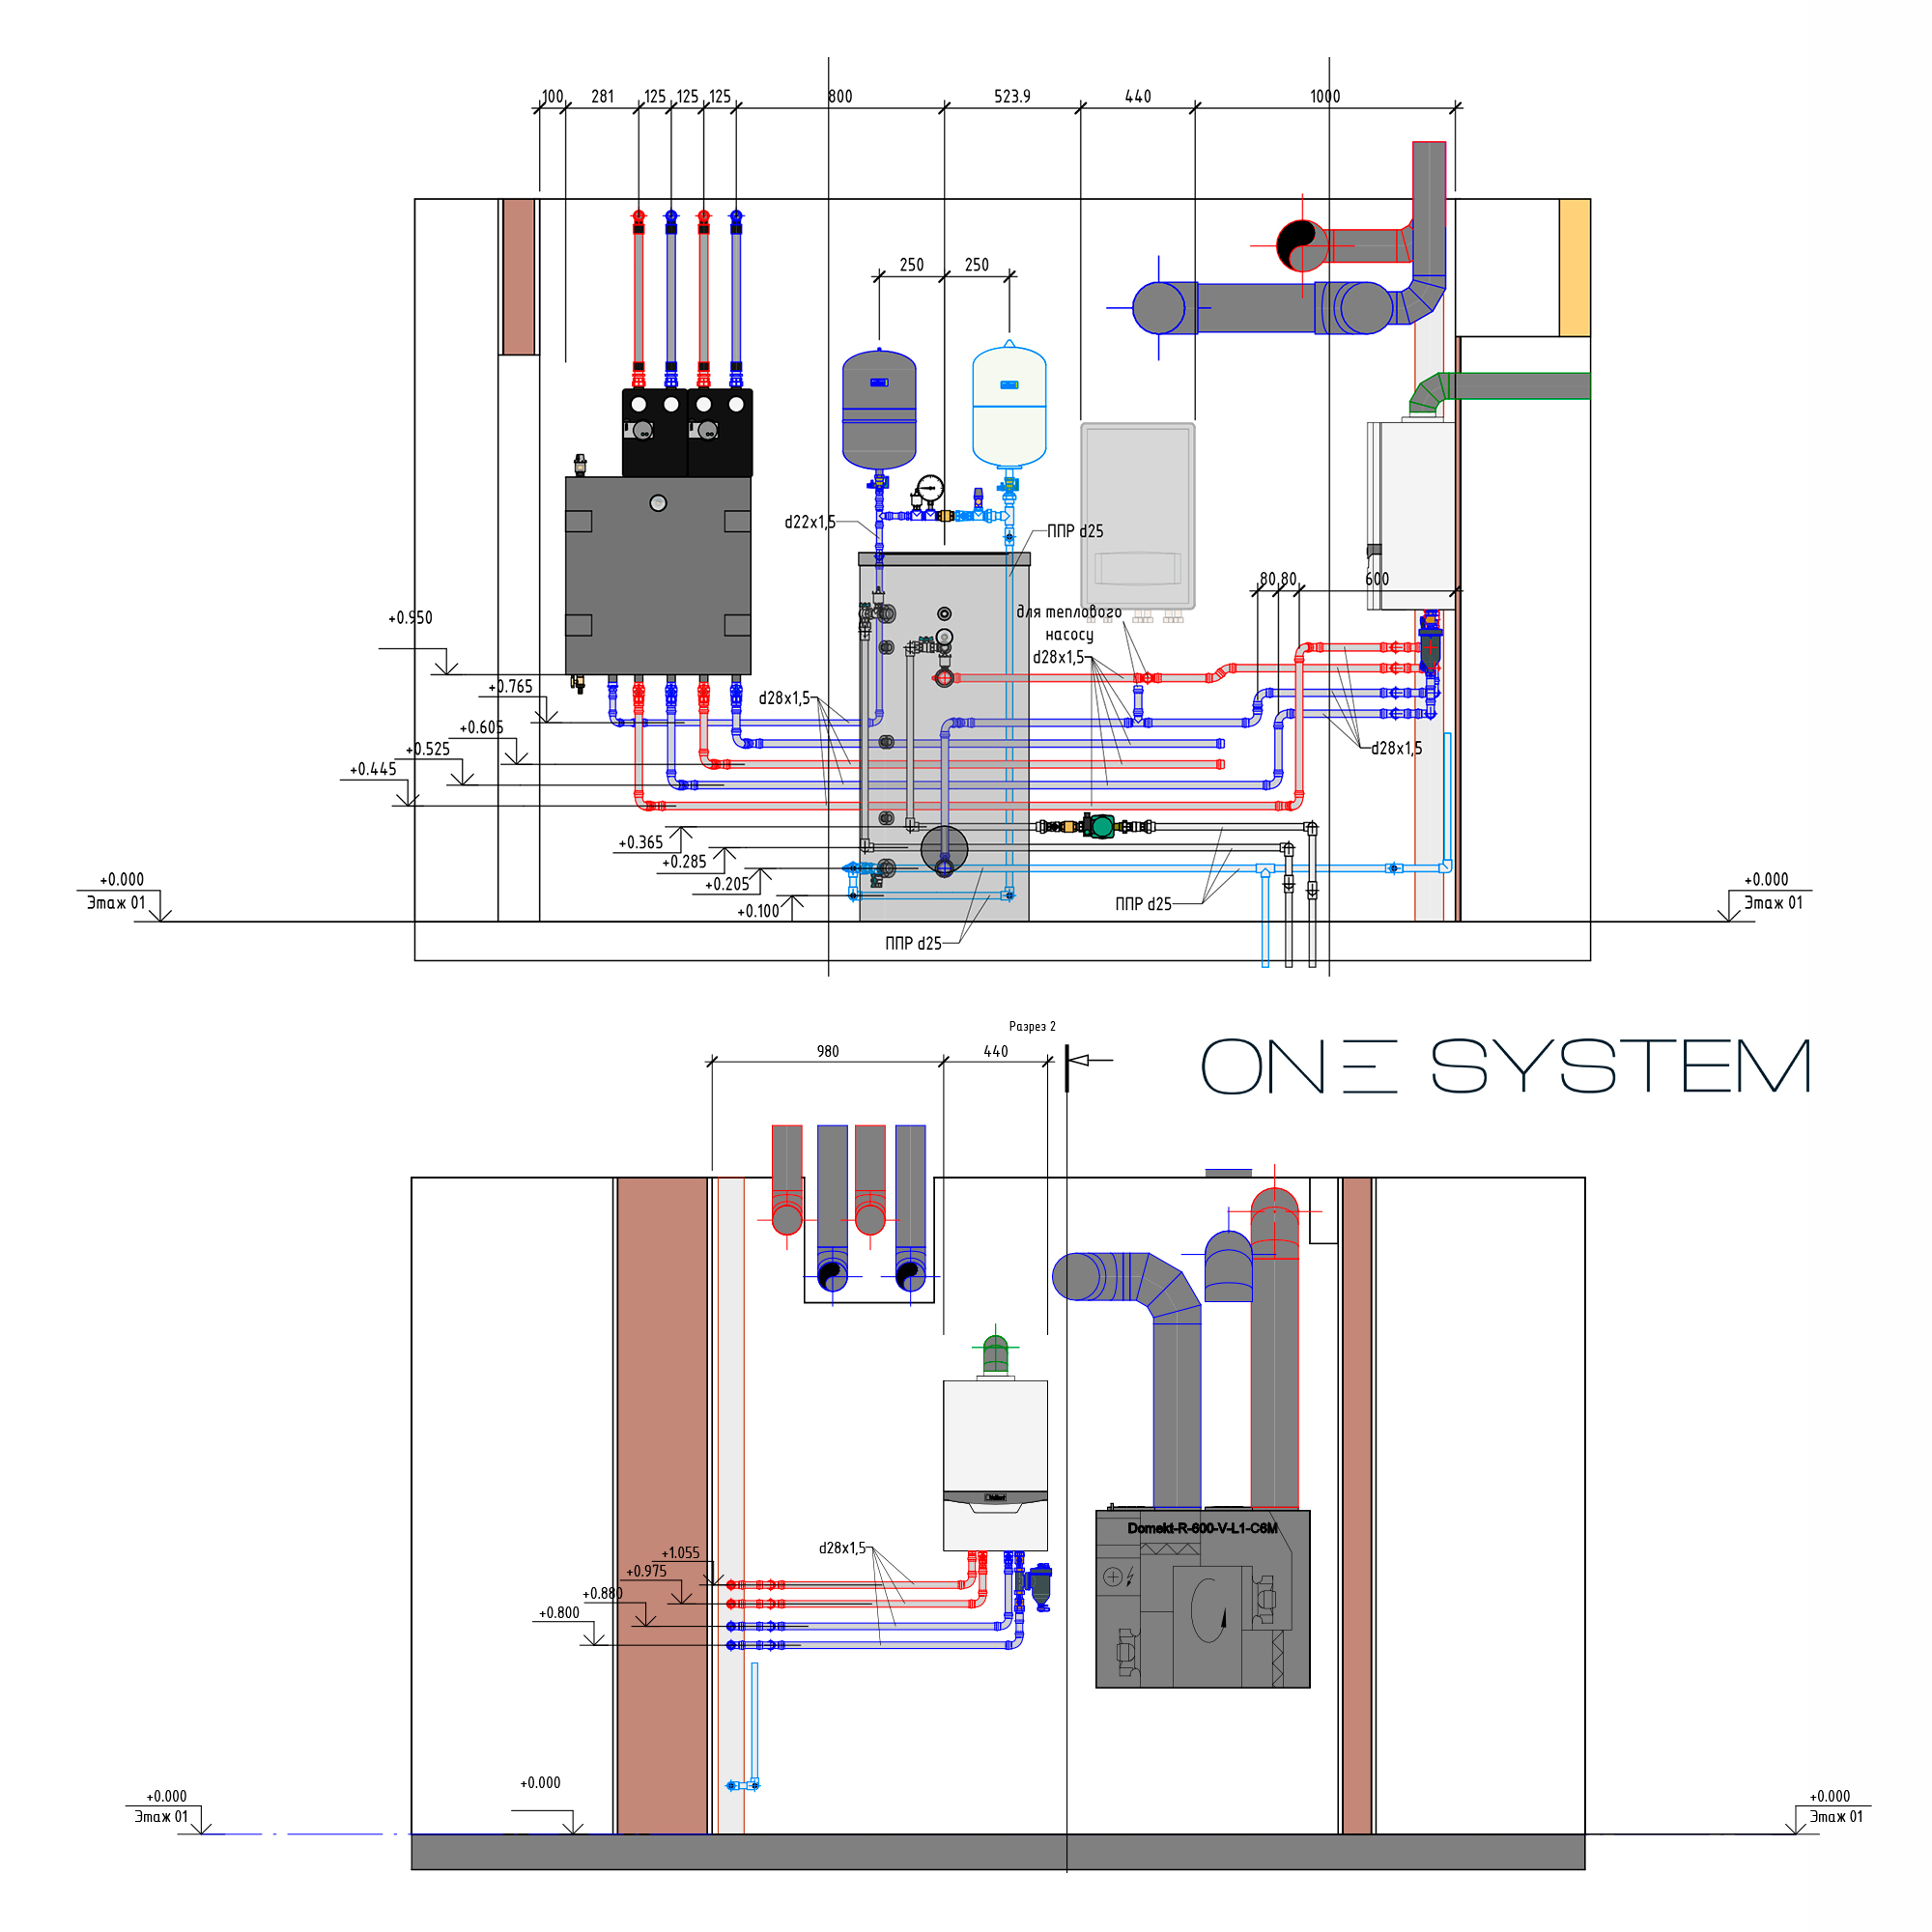 100 281 125 125 125 800 523.9 440 1000
250 250
d22x1,5
ППР d25
80 80 600
для теплового
насосу
d28x1,5
+0.950
+0.765
d28x1,5
+0.605
+0.525
d28x1,5
+0.445
+0.365
+0.285
+0.205
+0.100
ППР d25
ППР d25
+0.000
Этаж 01
+0.000
Этаж 01
Разрез 2
ONE SYSTEM
980 440
Domekt-R-600-V-L1-C6M
d28x1,5
+1.055
+0.975
+0.880
+0.800
+0.000
+0.000
Этаж 01
+0.000
Этаж 01